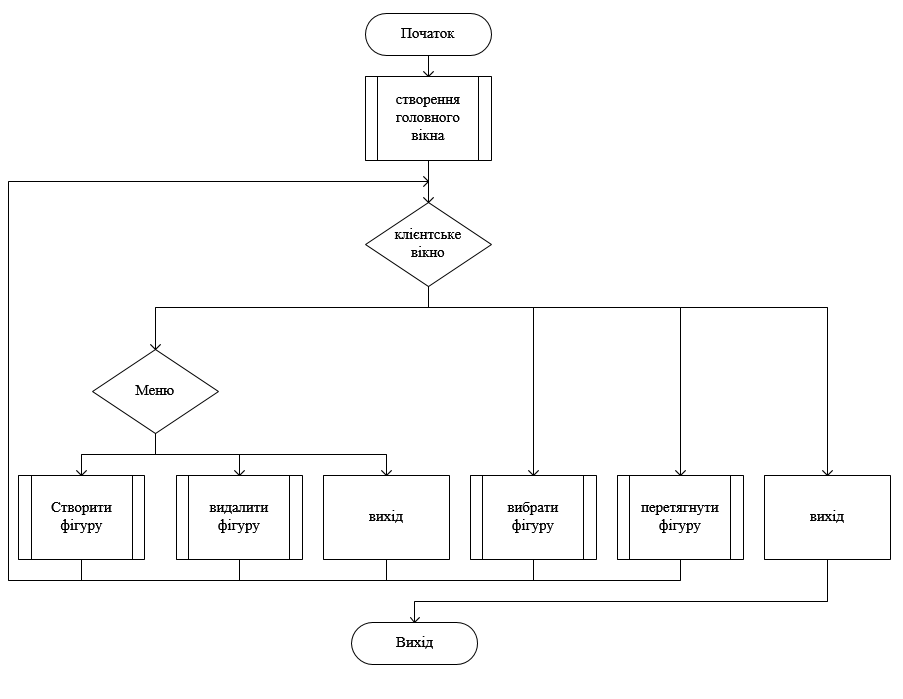 Початок
створення
головного
вікна
клієнтське
вікно
Меню
Створити
фігуру
видалити
фігуру
вихід
вибрати
фігуру
перетягнути
фігуру
вихід
Вихід